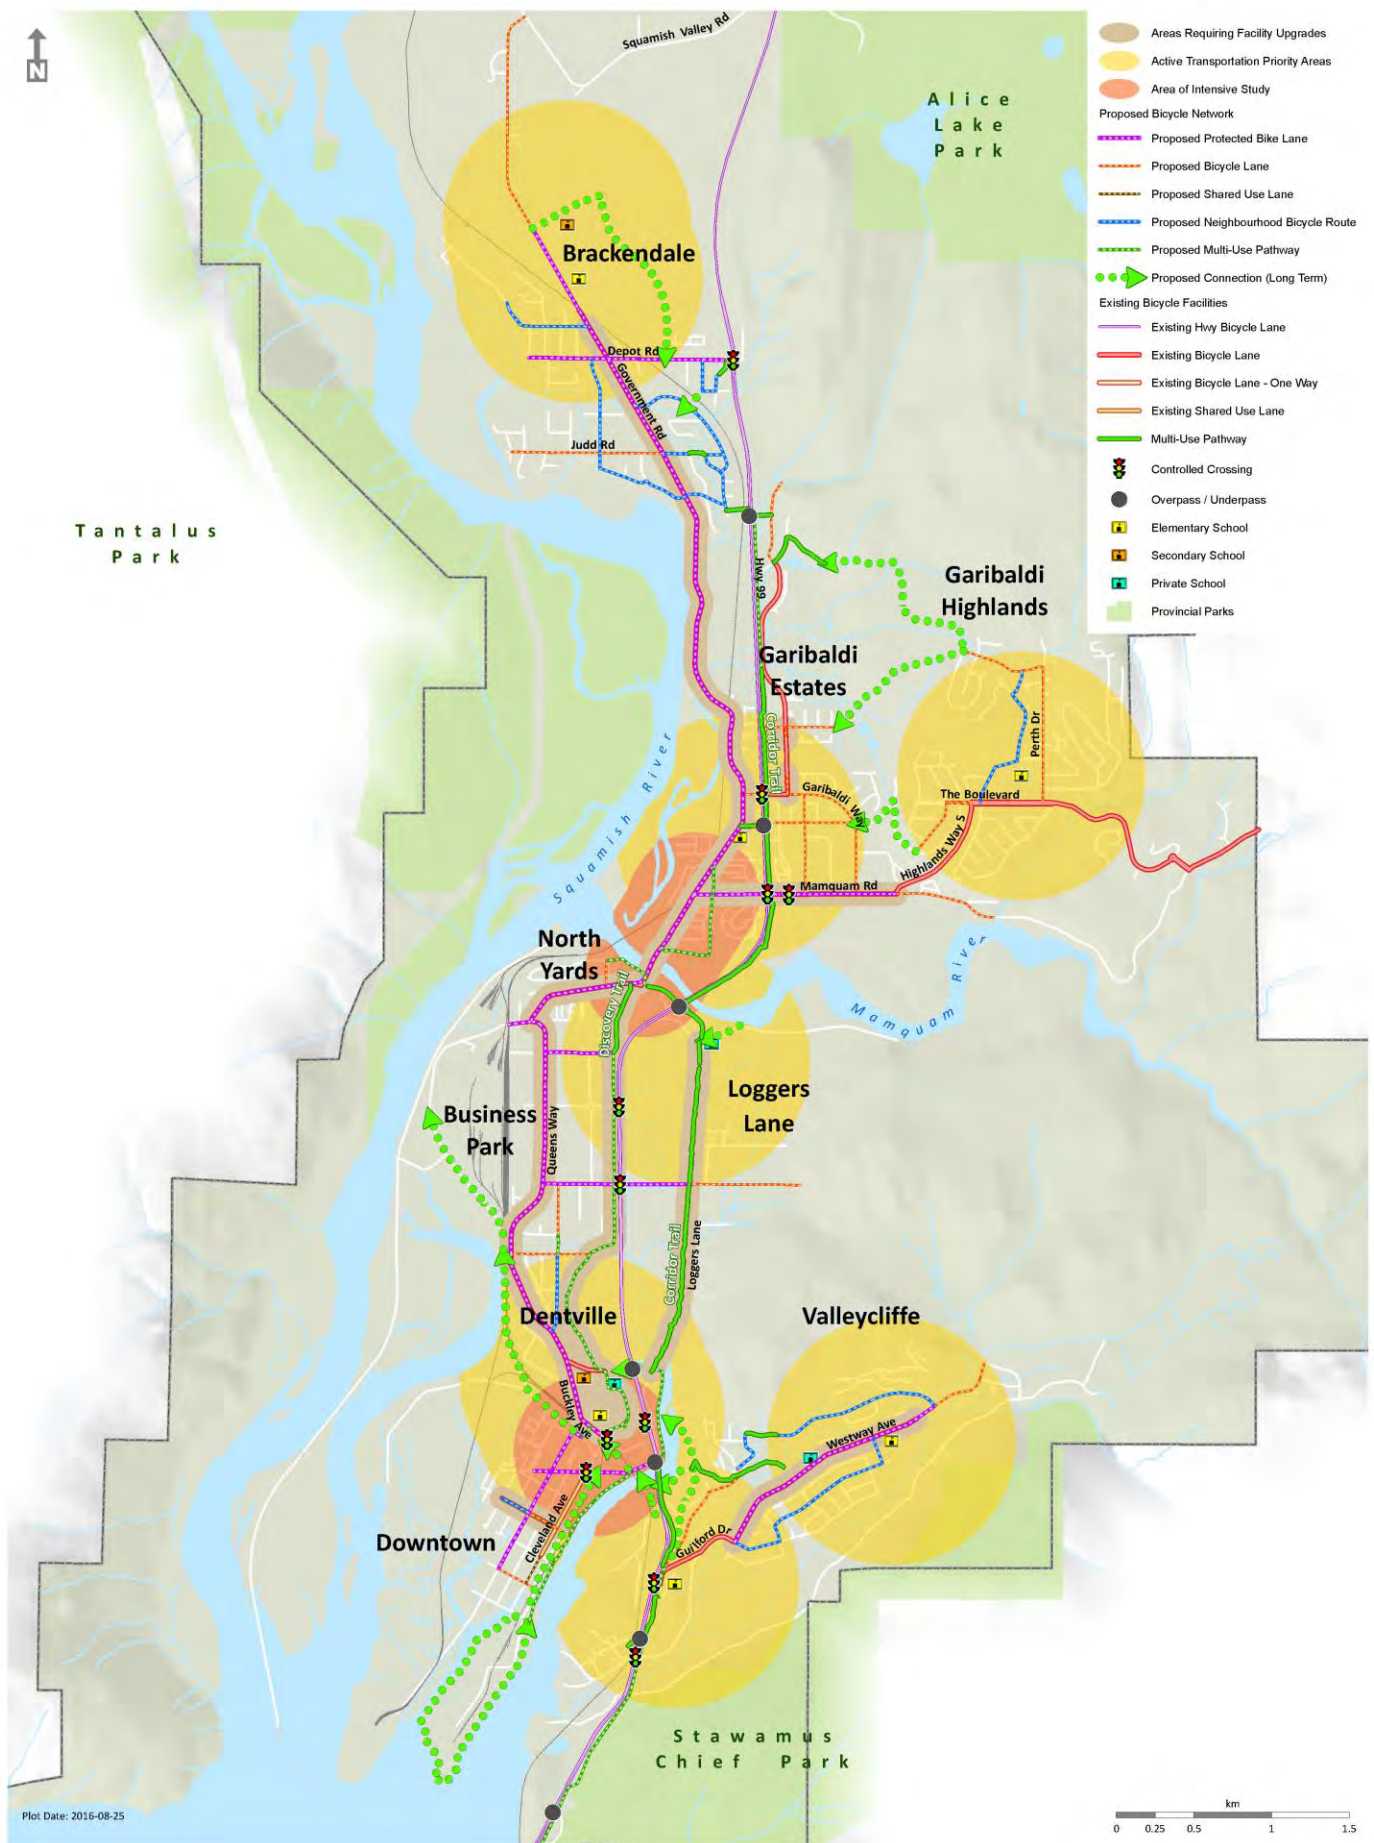 Squamish Valley Rd
N
Alice
Lake
Park
Areas Requiring Facility Upgrades
Active Transportation Priority Areas
Area of Intensive Study
Proposed Bicycle Network
Proposed Protected Bike Lane
Proposed Bicycle Lane
Proposed Shared Use Lane
Proposed Neighbourhood Bicycle Route
Proposed Multi-Use Pathway
Proposed Connection (Long Term)
Existing Bicycle Facilities
Existing Hwy Bicycle Lane
Existing Bicycle Lane
Existing Bicycle Lane - One Way
Existing Shared Use Lane
Multi-Use Pathway
Controlled Crossing
Overpass / Underpass
Elementary School
Secondary School
Private School
Provincial Parks
Brackendale
Depot Rd
Government Rd
Judd Rd
Tantalus
Park
Hwy 99
Garibaldi
Highlands
Garibaldi
Estates
Corridor Trail
Perth Dr
Squamish River
Garibaldi Way
The Boulevard
Highlands Way S
Mamquam Rd
North
Yards
Discovery Trail
Mamquam River
Loggers
Lane
Business
Park
Queens Way
Corridor Trail
Loggers Lane
Dentville
Valleycliffe
Buckley Ave
Westway Ave
Downtown
Cleveland Ave
Guilford Dr
Stawamus
Chief Park
Plot Date: 2016-08-25
km
0 0.25 0.5 1 1.5